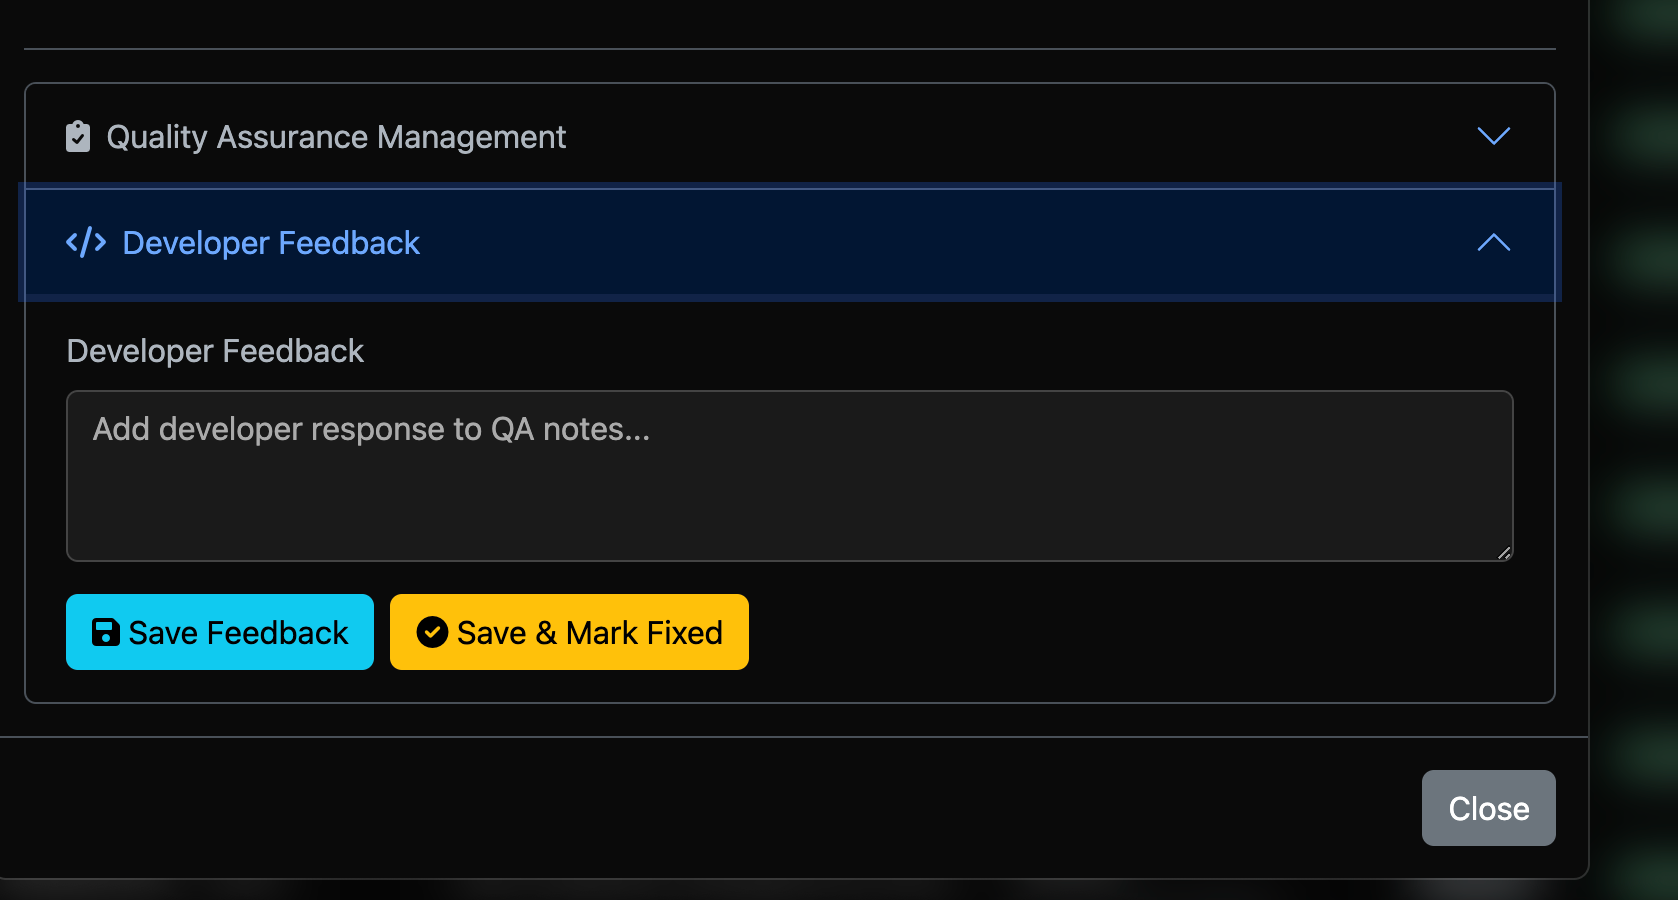 Quality Assurance Management
Developer Feedback
Developer Feedback
Add developer response to QA notes...
Save Feedback
Save & Mark Fixed
Close